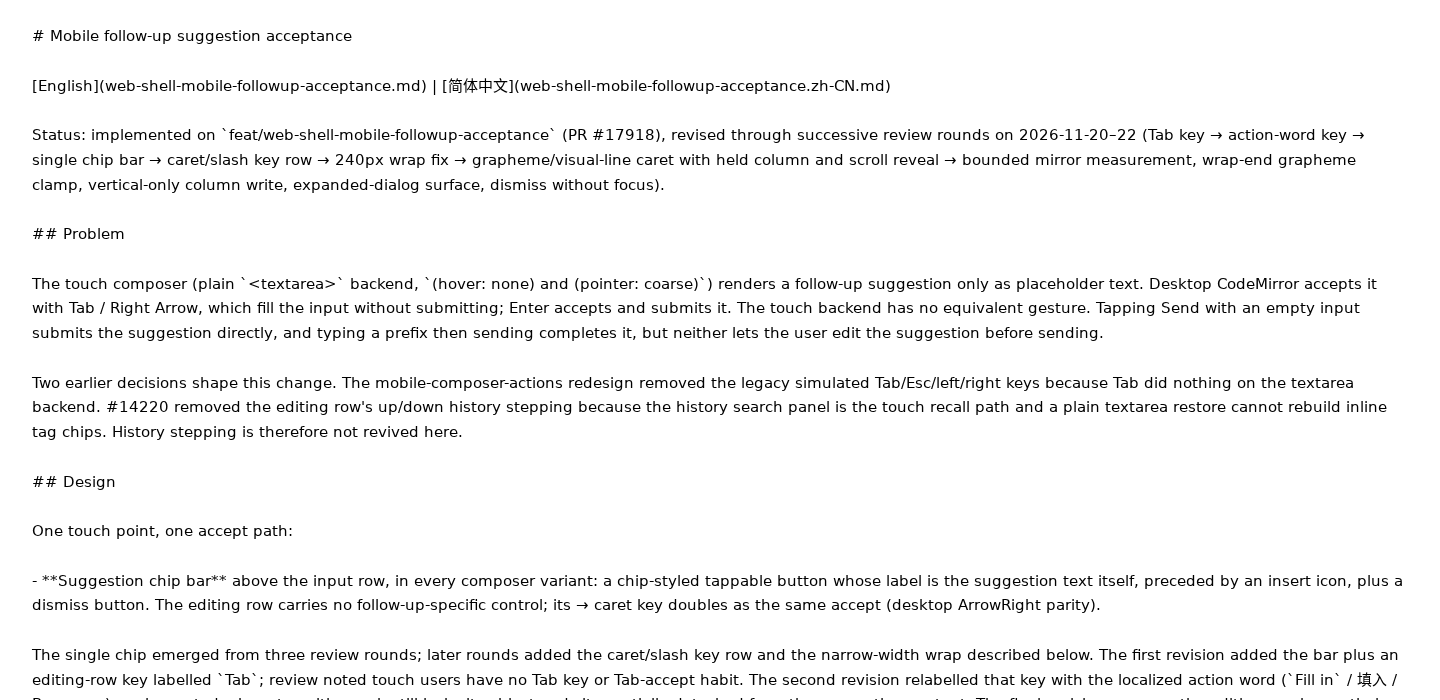 # Mobile follow-up suggestion acceptance
[English](web-shell-mobile-followup-acceptance.md) | [简体中文](web-shell-mobile-followup-acceptance.zh-CN.md)
Status: implemented on `feat/web-shell-mobile-followup-acceptance` (PR #17918), revised through successive review rounds on 2026-11-20–22 (Tab key → action-word key →
single chip bar → caret/slash key row → 240px wrap fix → grapheme/visual-line caret with held column and scroll reveal → bounded mirror measurement, wrap-end grapheme
clamp, vertical-only column write, expanded-dialog surface, dismiss without focus).
## Problem
The touch composer (plain `<textarea>` backend, `(hover: none) and (pointer: coarse)`) renders a follow-up suggestion only as placeholder text. Desktop CodeMirror accepts it
with Tab / Right Arrow, which fill the input without submitting; Enter accepts and submits it. The touch backend has no equivalent gesture. Tapping Send with an empty input
submits the suggestion directly, and typing a prefix then sending completes it, but neither lets the user edit the suggestion before sending.
Two earlier decisions shape this change. The mobile-composer-actions redesign removed the legacy simulated Tab/Esc/left/right keys because Tab did nothing on the textarea
backend. #14220 removed the editing row's up/down history stepping because the history search panel is the touch recall path and a plain textarea restore cannot rebuild inline
tag chips. History stepping is therefore not revived here.
## Design
One touch point, one accept path:
- **Suggestion chip bar** above the input row, in every composer variant: a chip-styled tappable button whose label is the suggestion text itself, preceded by an insert icon, plus a
dismiss button. The editing row carries no follow-up-specific control; its → caret key doubles as the same accept (desktop ArrowRight parity).
The single chip emerged from three review rounds; later rounds added the caret/slash key row and the narrow-width wrap described below. The first revision added the bar plus an
editing-row key labelled `Tab`; review noted touch users have no Tab key or Tab-accept habit. The second revision relabelled that key with the localized action word (`Fill in` / 填入 /